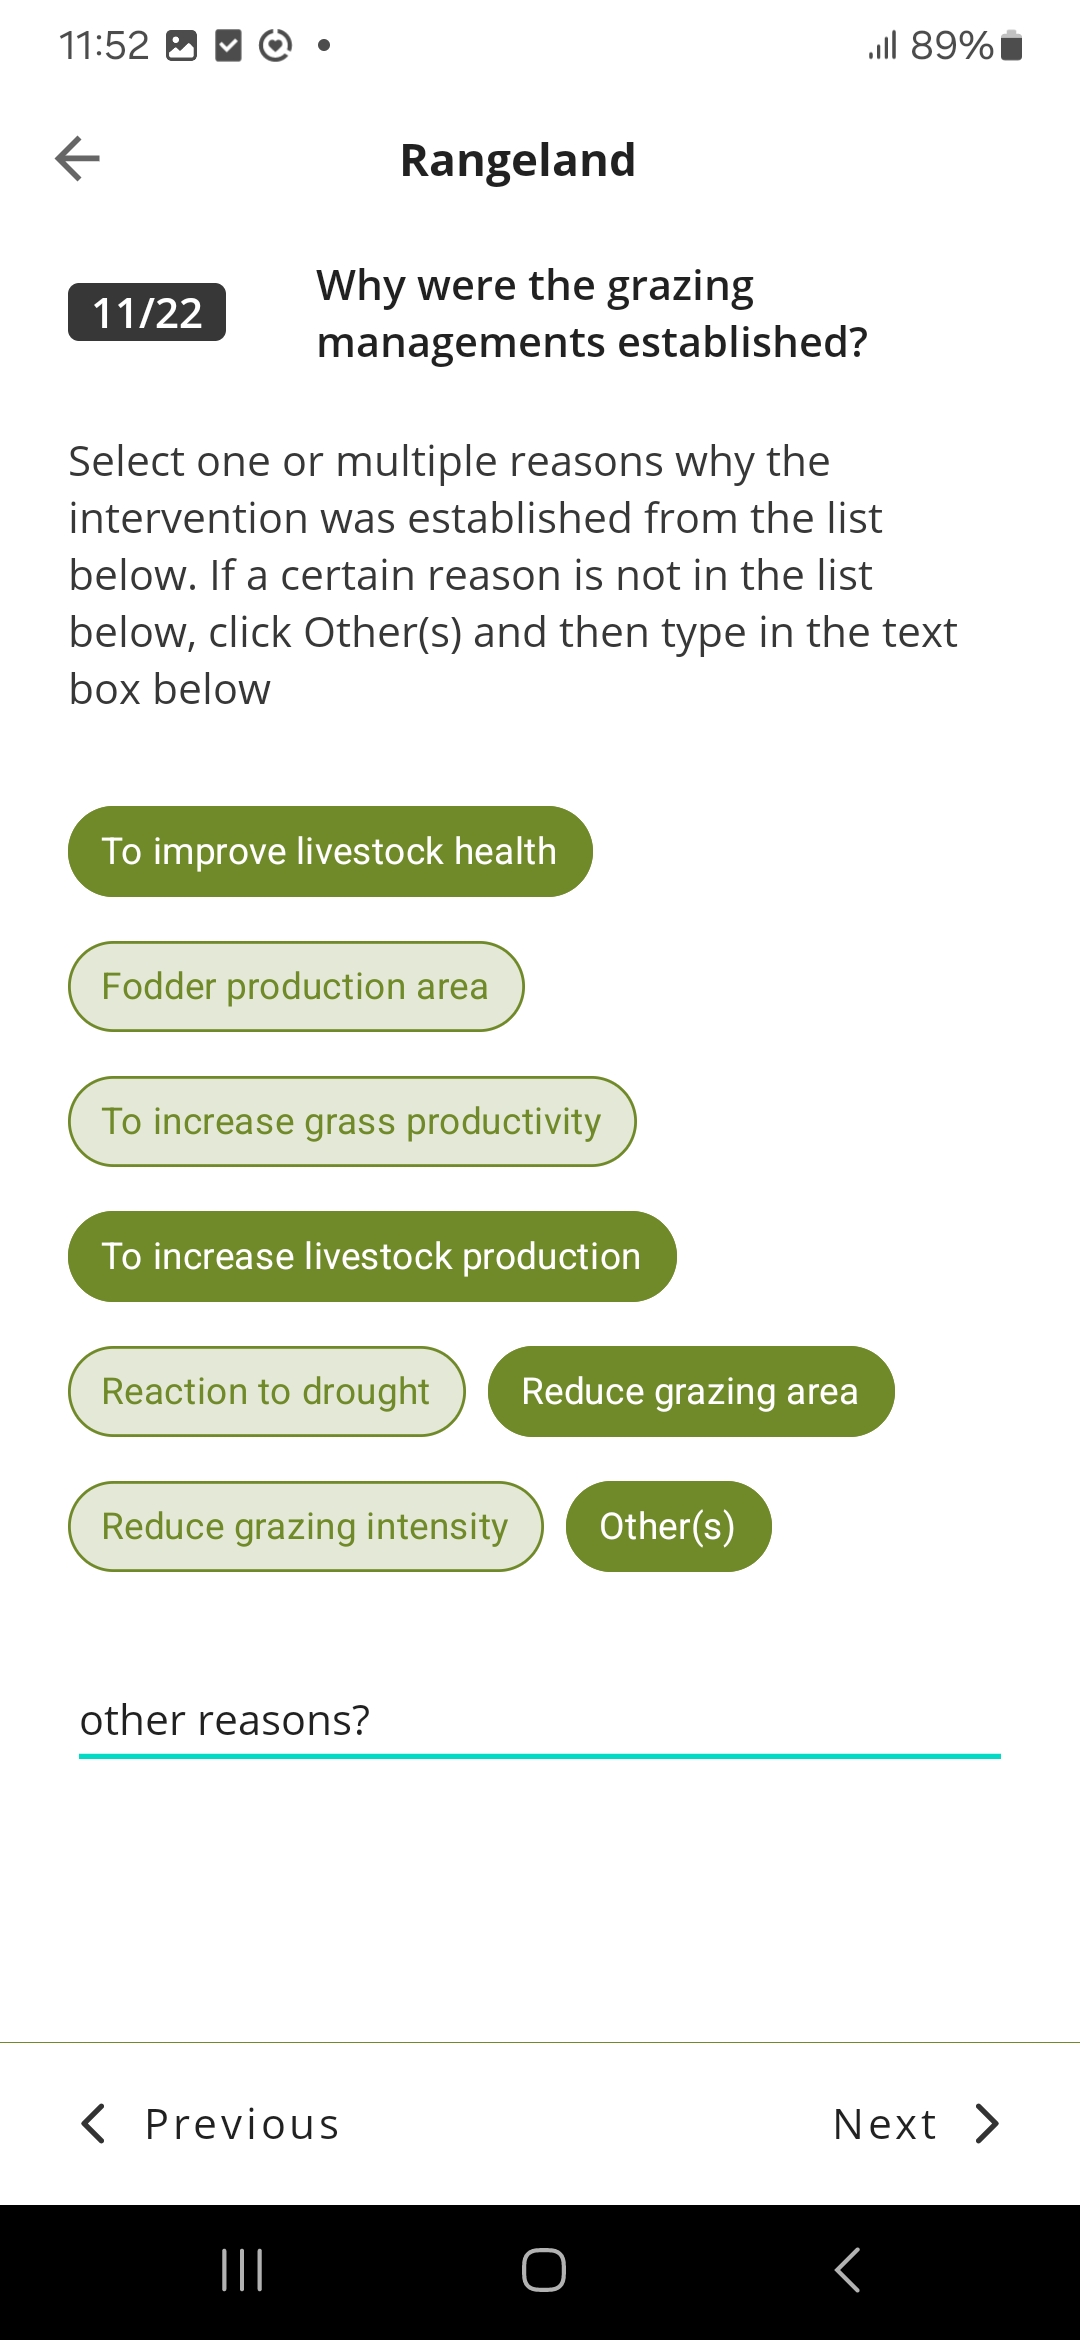 11:52
89%
Rangeland
11/22
Why were the grazing
managements established?
Select one or multiple reasons why the
intervention was established from the list
below. If a certain reason is not in the list
below, click Other(s) and then type in the text
box below
To improve livestock health
Fodder production area
To increase grass productivity
To increase livestock production
Reaction to drought
Reduce grazing area
Reduce grazing intensity
Other(s)
other reasons?
Previous
Next